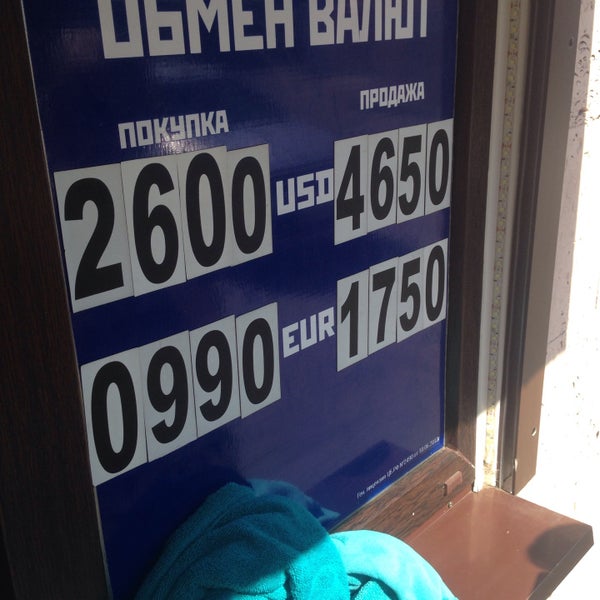 ОБМЕН ВАЛЮТ
ПОКУПКА ПРОДАЖА
2600 USD 4650
0990 EUR 1750